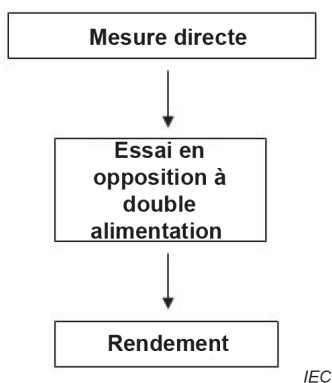 Mesure directe
Essai en
opposition à
double
alimentation
Rendement
IEC